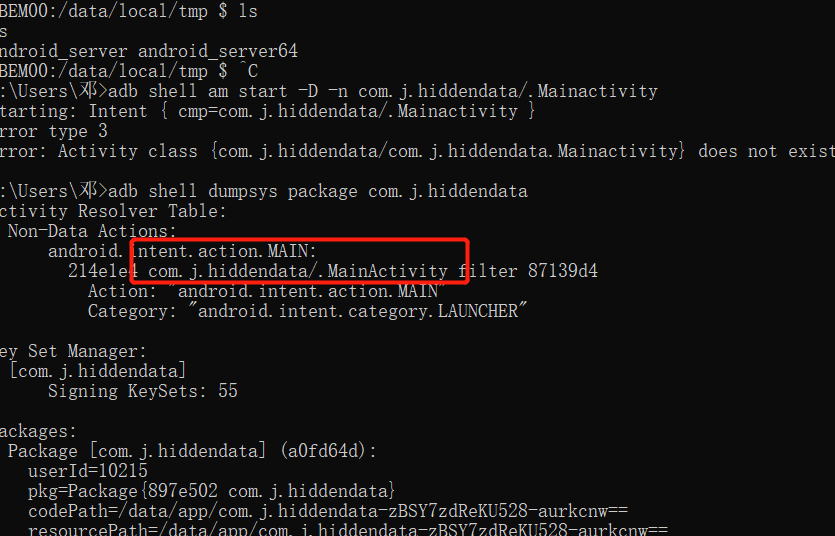 BEM00:/data/local/tmp $ ls
s
ndroid_server android_server64
BEM00:/data/local/tmp $ ^C
:\Users\邓>adb shell am start -D -n com.j.hiddendata/.Mainactivity
tarting: Intent { cmp=com.j.hiddendata/.Mainactivity }
rror type 3
rror: Activity class {com.j.hiddendata/com.j.hiddendata.Mainactivity} does not exist
:\Users\邓>adb shell dumpsys package com.j.hiddendata
ctivity Resolver Table:
Non-Data Actions:
android.intent.action.MAIN:
214e1e4 com.j.hiddendata/.MainActivity filter 87139d4
Action: "android.intent.action.MAIN"
Category: "android.intent.category.LAUNCHER"
ey Set Manager:
[com.j.hiddendata]
Signing KeySets: 55
ackages:
Package [com.j.hiddendata] (a0fd64d):
userId=10215
pkg=Package{897e502 com.j.hiddendata}
codePath=/data/app/com.j.hiddendata-zBSY7zdReKU528-aurkcnw==
resourcePath=/data/app/com.j.hiddendata-zBSY7zdReKU528-aurkcnw==